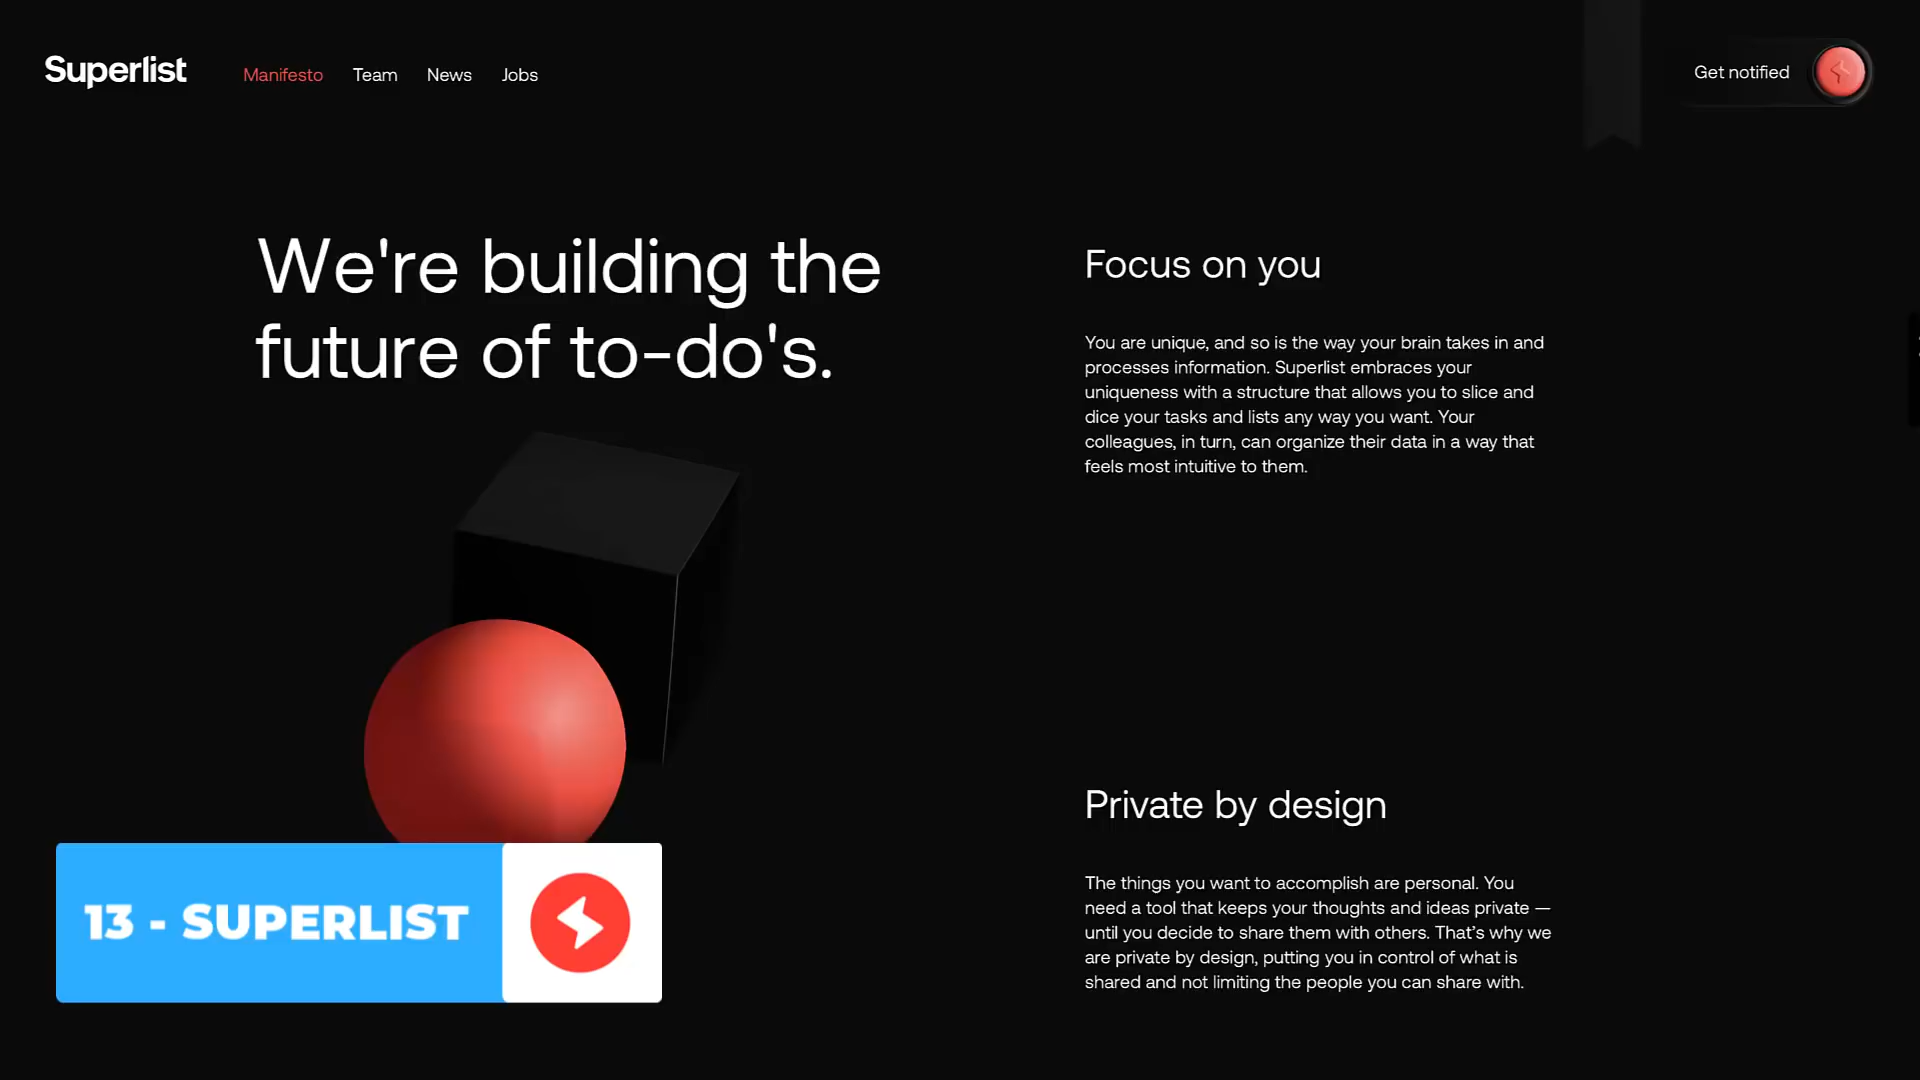 Superlist
Manifesto
Team
News
Jobs
Get notified
We're building the
future of to-do's.
Focus on you
You are unique, and so is the way your brain takes in and
processes information. Superlist embraces your
uniqueness with a structure that allows you to slice and
dice your tasks and lists any way you want. Your
colleagues, in turn, can organize their data in a way that
feels most intuitive to them.
Private by design
The things you want to accomplish are personal. You
need a tool that keeps your thoughts and ideas private —
until you decide to share them with others. That’s why we
are private by design, putting you in control of what is
shared and not limiting the people you can share with.
13 - SUPERLIST